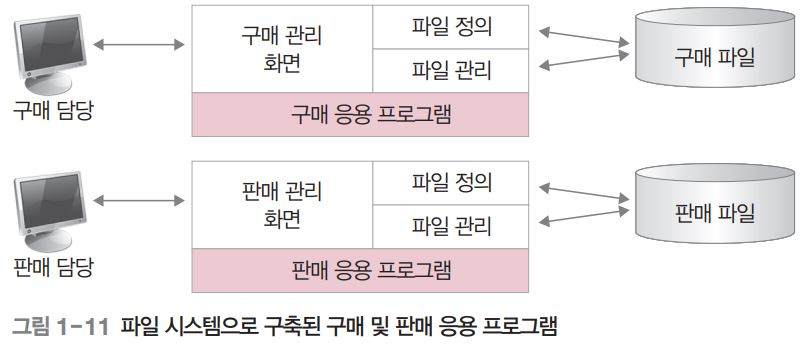 구매 담당
구매 관리
화면
파일 정의
파일 관리
구매 응용 프로그램
구매 파일
판매 담당
판매 관리
화면
파일 정의
파일 관리
판매 응용 프로그램
판매 파일
그림 1-11 파일 시스템으로 구축된 구매 및 판매 응용 프로그램